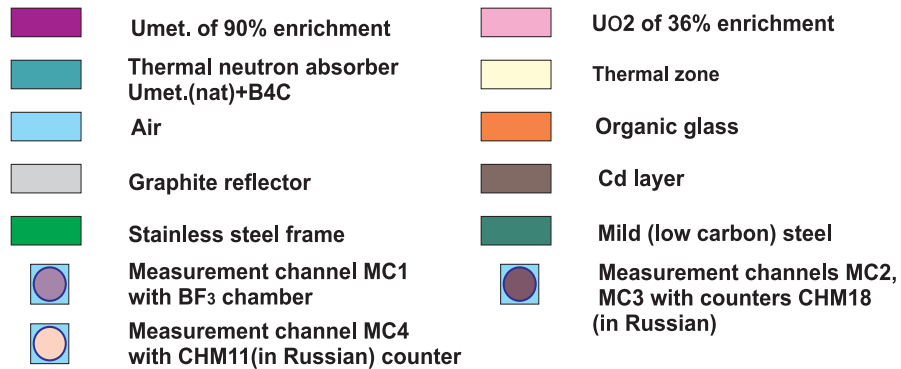 Umet. of 90% enrichment
Thermal neutron absorber
Umet.(nat)+B4C
Air
Graphite reflector
Stainless steel frame
Measurement channel MC1
with BF3 chamber
Measurement channel MC4
with CHM11(in Russian) counter
UO2 of 36% enrichment
Thermal zone
Organic glass
Cd layer
Mild (low carbon) steel
Measurement channels MC2,
MC3 with counters CHM18
(in Russian)